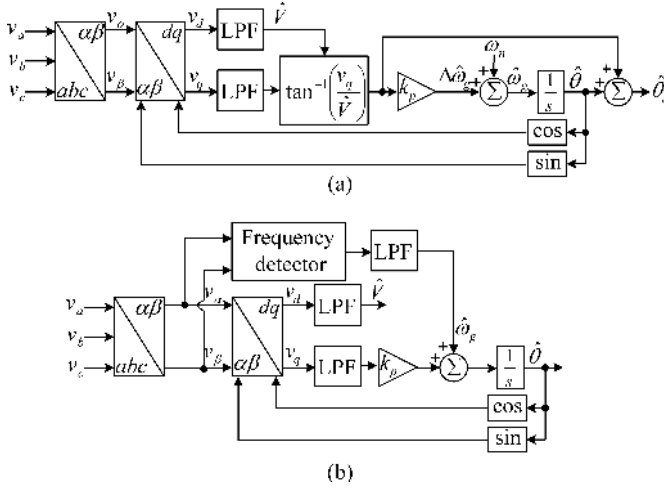 v_a
v_b
v_c
αβ
abc
v_α
v_β
dq
αβ
v_d
v_q
LPF
LPF
V̂
tan⁻¹(v_q/V̂)
k_p
Δω̂_g
ω_n
+
+
Σ
ω̂_g
1/s
θ̂
+
+
Σ
cos
sin
(a)
Frequency
detector
LPF
v_a
v_b
v_c
αβ
abc
v_α
v_β
dq
αβ
v_d
v_q
LPF
V̂
LPF
k_p
ω̂_g
+
+
Σ
1/s
θ̂
cos
sin
(b)